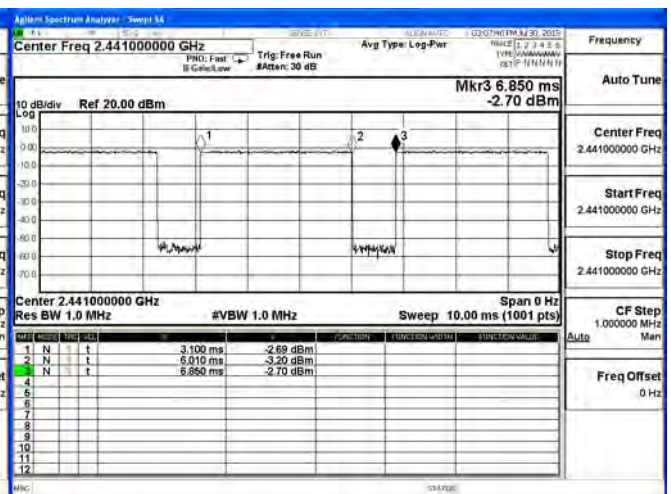 Agilent Spectrum Analyzer - Swept SA
Center Freq 2.441000000 GHz
PNO: Fast
IFGain:Low
Trig: Free Run
#Atten: 30 dB
Avg Type: Log-Pwr
03:07:40 PM Jul 30, 2015
TRACE 1 2 3 4 5 6
TYPE
DET P N N N N N
Mkr3 6.850 ms
-2.70 dBm
10 dB/div Ref 20.00 dBm
Log
10.0
0.00
-10.0
-20.0
-30.0
-40.0
-50.0
-60.0
-70.0
1
2
3
Center 2.441000000 GHz
Span 0 Hz
Res BW 1.0 MHz
#VBW 1.0 MHz
Sweep 10.00 ms (1001 pts)
MKR MODE TRC SCL X Y FUNCTION FUNCTION WIDTH FUNCTION VALUE
1 N 1 t 3.100 ms -2.69 dBm
2 N 1 t 6.010 ms -3.20 dBm
3 N 1 t 6.850 ms -2.70 dBm
4
5
6
7
8
9
10
11
12
MSG
STATUS
Frequency
Auto Tune
Center Freq
2.441000000 GHz
Start Freq
2.441000000 GHz
Stop Freq
2.441000000 GHz
CF Step
1.000000 MHz
Auto Man
Freq Offset
0 Hz